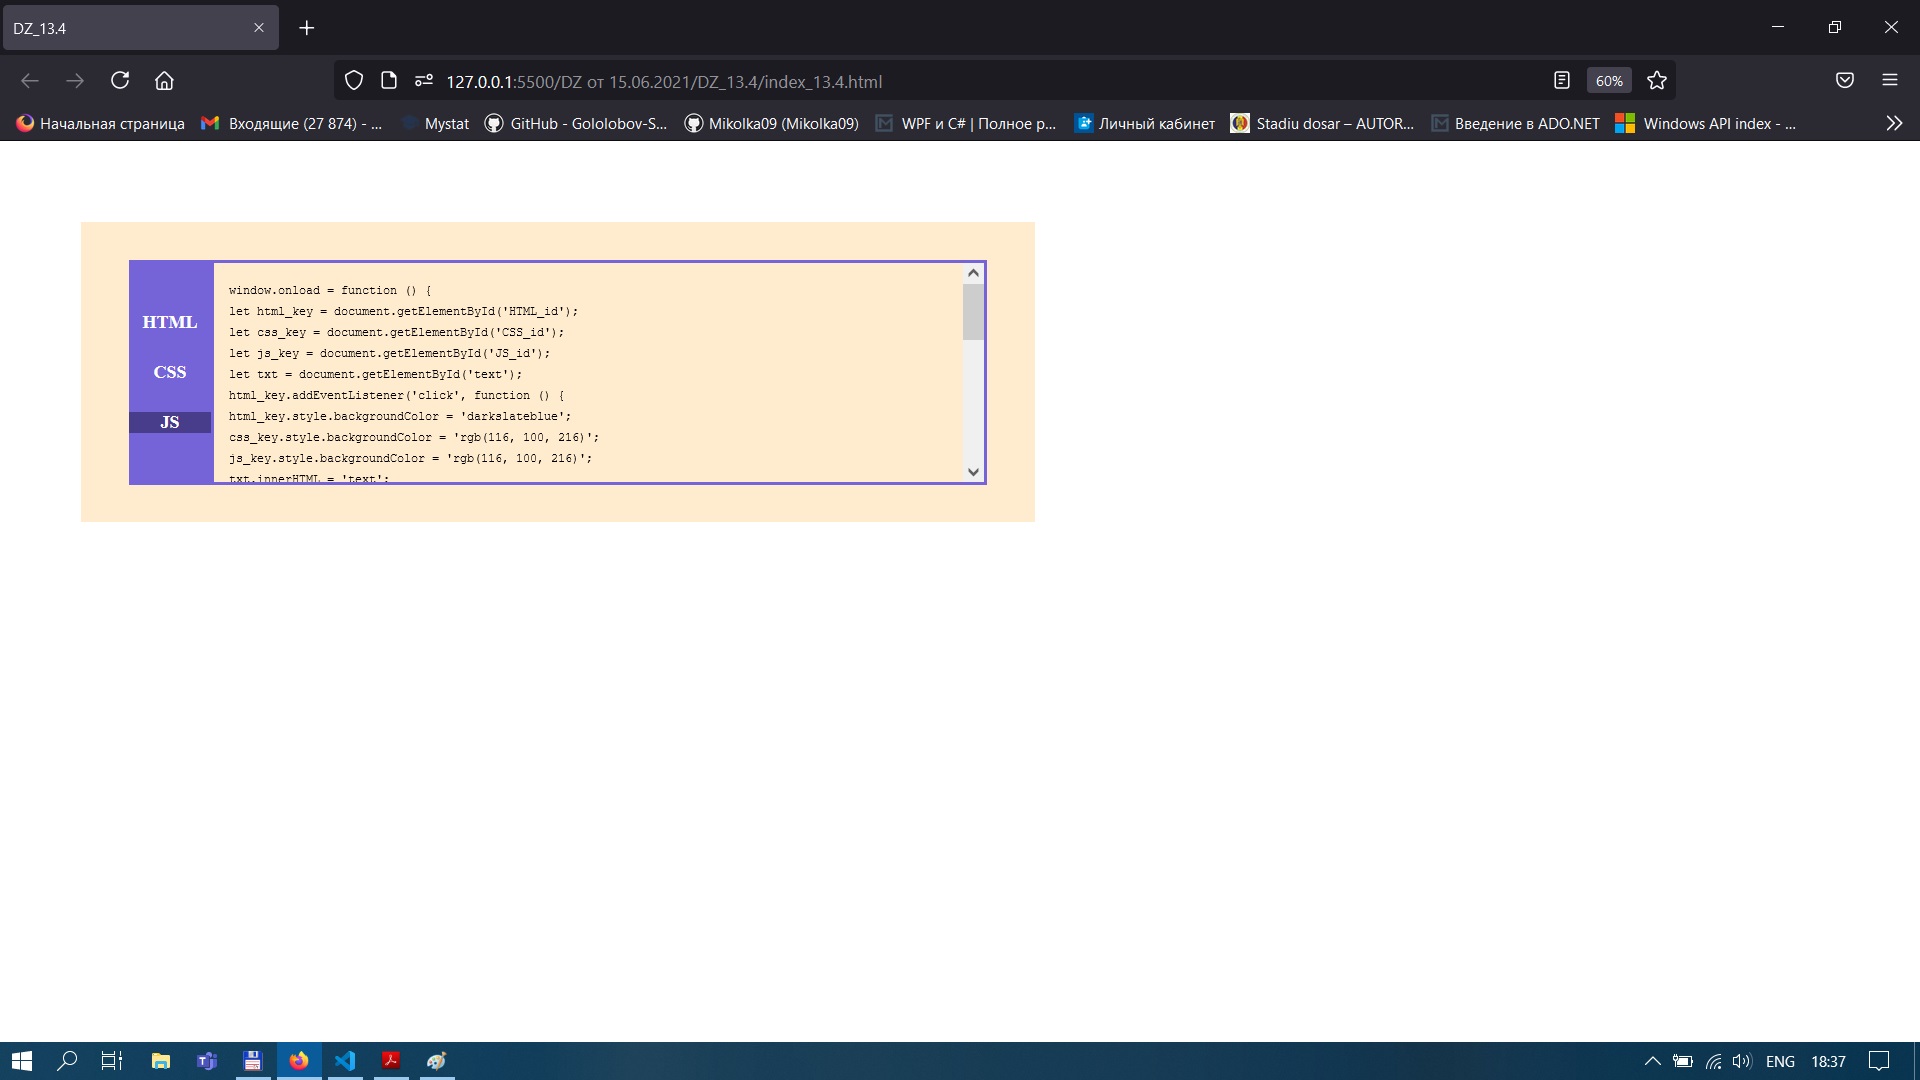 DZ_13.4
127.0.0.1:5500/DZ от 15.06.2021/DZ_13.4/index_13.4.html
60%
Начальная страница
Входящие (27 874) - ...
Mystat
GitHub - Gololobov-S...
Mikolka09 (Mikolka09)
WPF и C# | Полное р...
Личный кабинет
Stadiu dosar – AUTOR...
Введение в ADO.NET
Windows API index - ...
HTML
CSS
JS
window.onload = function () {
let html_key = document.getElementById('HTML_id');
let css_key = document.getElementById('CSS_id');
let js_key = document.getElementById('JS_id');
let txt = document.getElementById('text');
html_key.addEventListener('click', function () {
html_key.style.backgroundColor = 'darkslateblue';
css_key.style.backgroundColor = 'rgb(116, 100, 216)';
js_key.style.backgroundColor = 'rgb(116, 100, 216)';
txt.innerHTML = 'text';
ENG
18:37